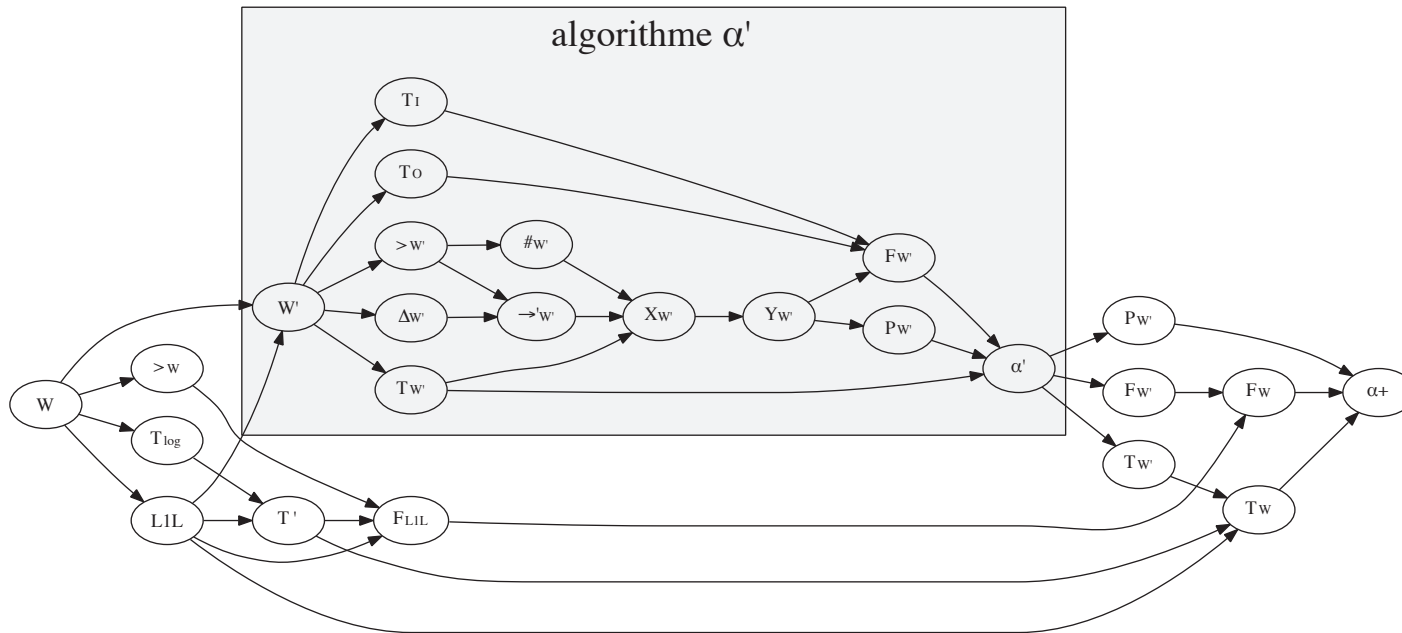 algorithme α'
TI
TO
>W'
#W'
FW'
W'
ΔW'
→'W'
XW'
YW'
PW'
TW'
α'
PW'
W
>W
FW'
FW
α+
Tlog
TW'
L1L
T'
FL1L
TW